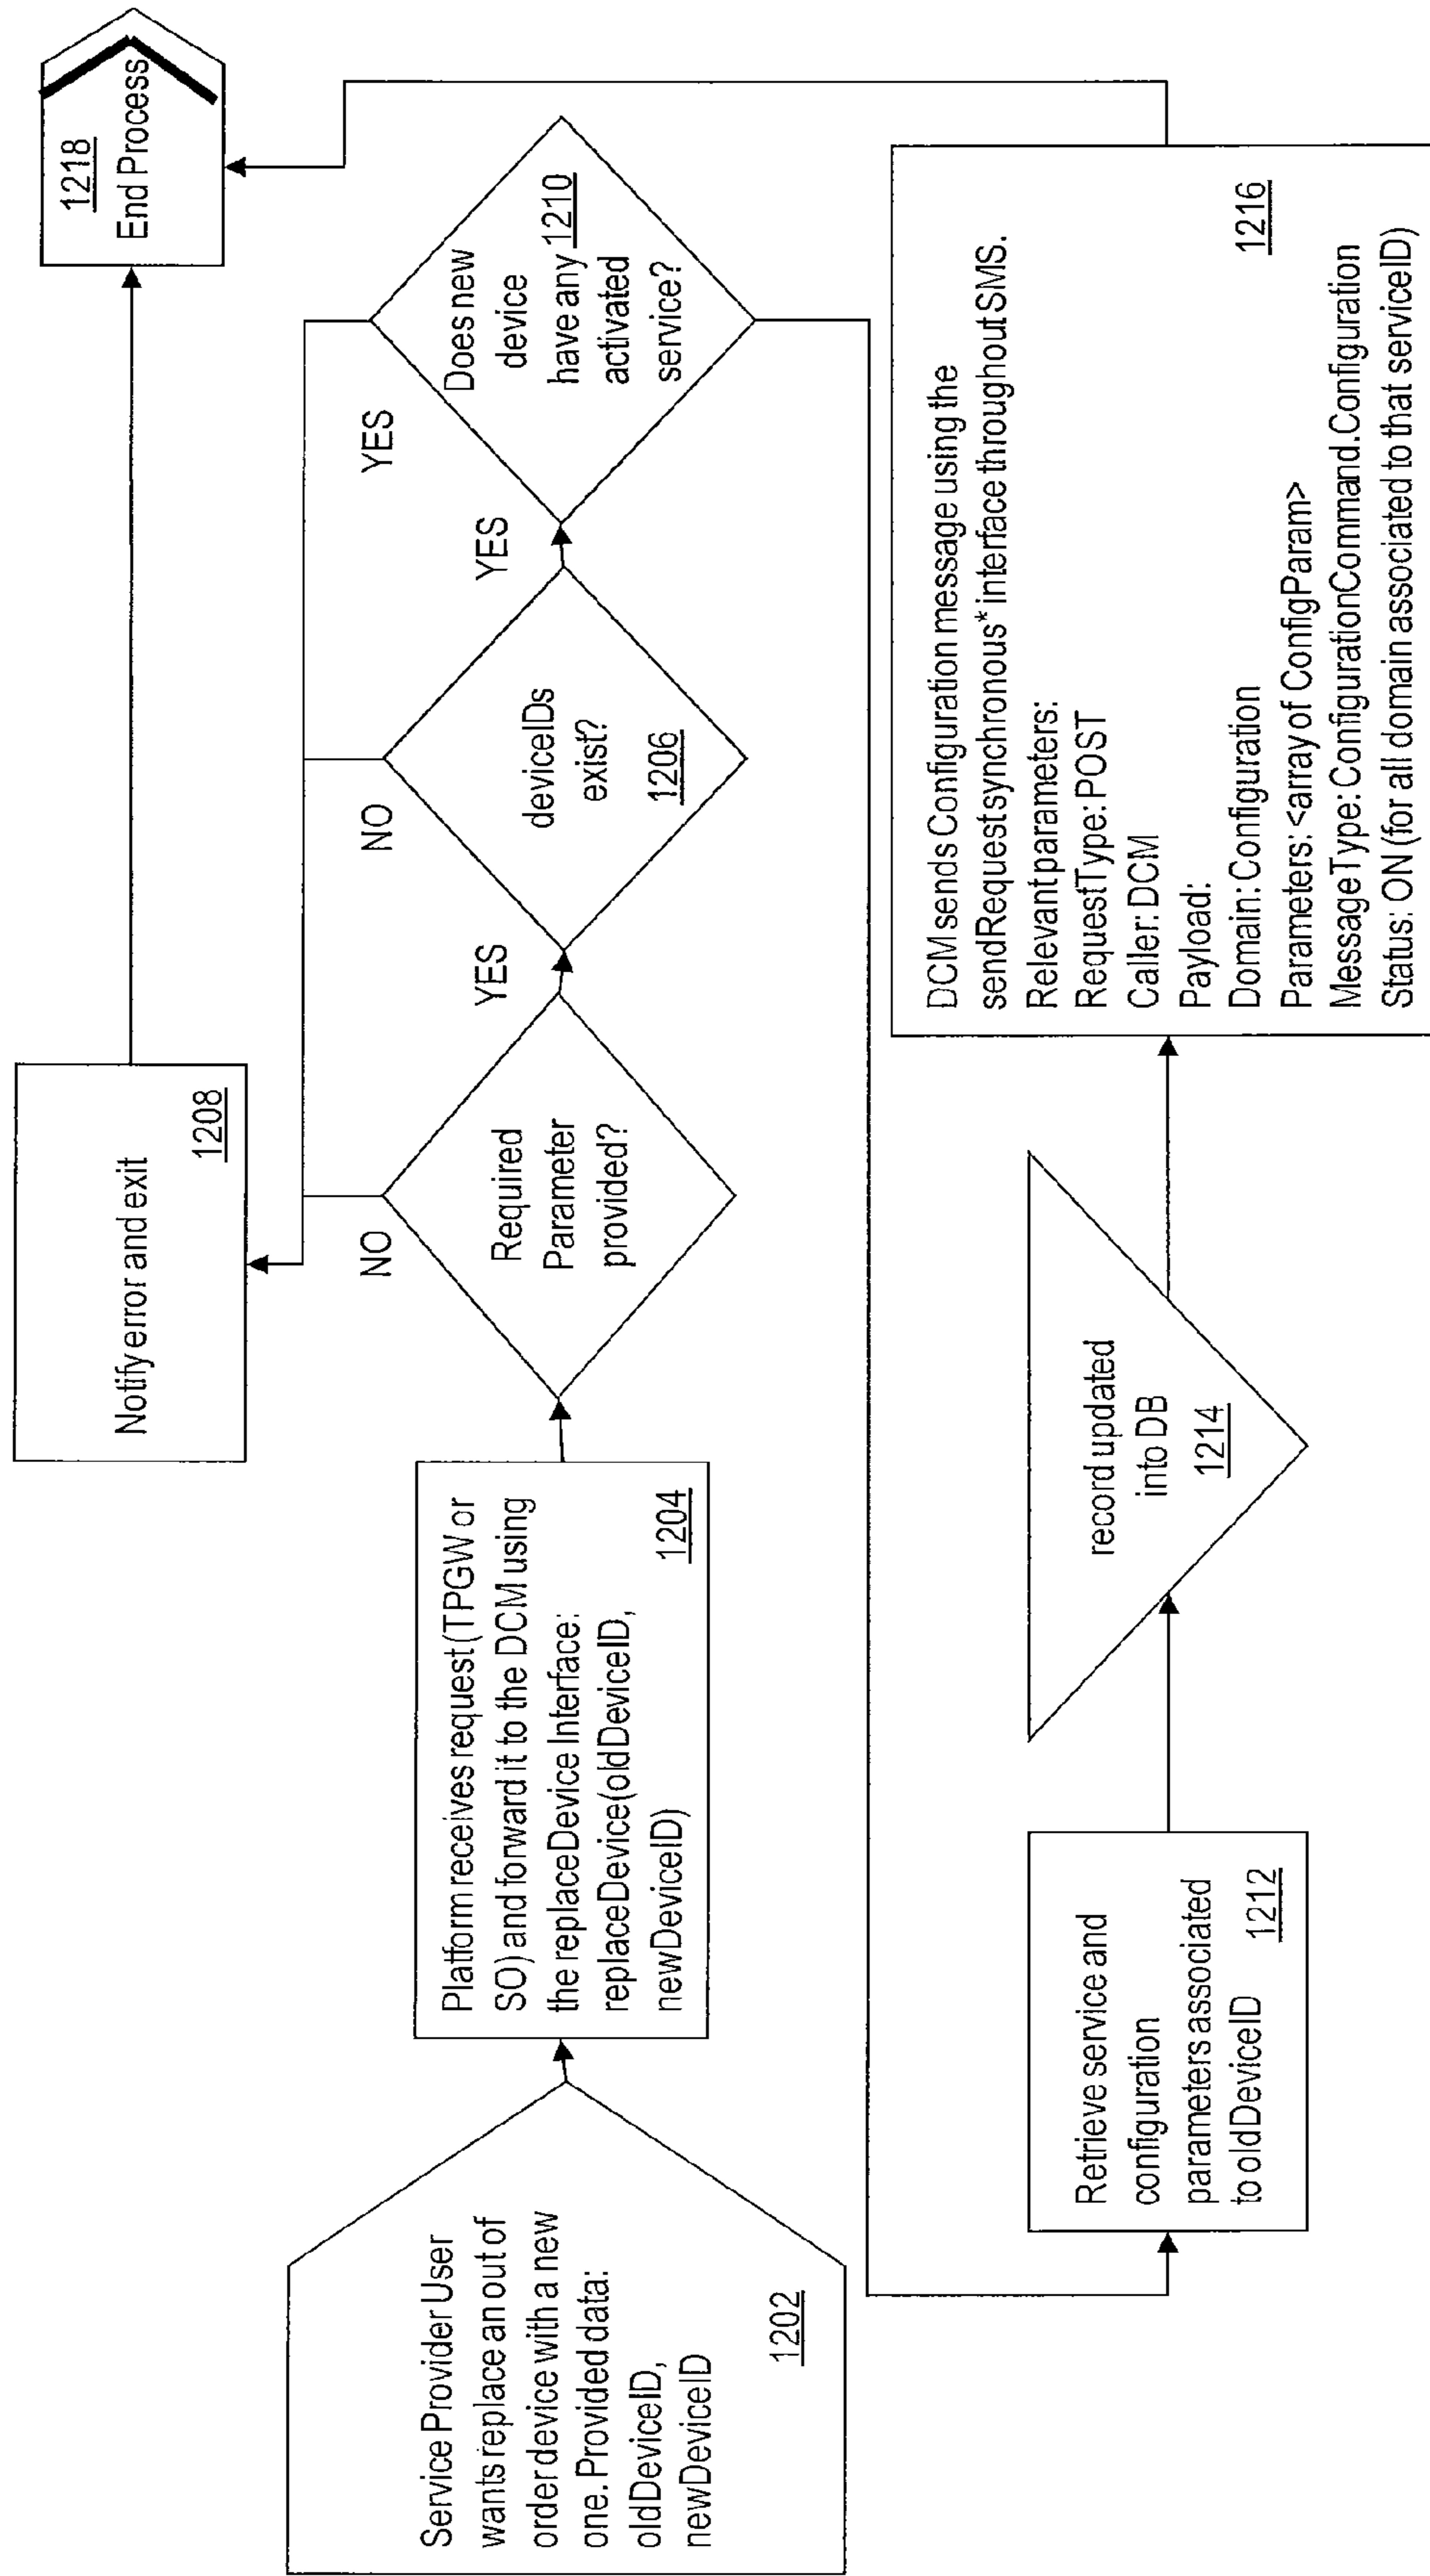 Service Provider User
wants replace an out of
order device with a new
one. Provided data:
oldDeviceID,
newDeviceID
1202
Platform receives request (TPGW or
SO) and forward it to the DCM using
the replaceDevice Interface:
replaceDevice(oldDeviceID,
newDeviceID)
1204
Required
Parameter
provided?
NO
YES
deviceIDs
exist?
1206
NO
YES
Does new
device
have any 1210
activated
service?
YES
Notify error and exit
1208
1218
End Process
Retrieve service and
configuration
parameters associated
to oldDeviceID 1212
record updated
into DB
1214
DCM sends Configuration message using the
sendRequestsynchronous* interface throughout SMS.
Relevant parameters:
RequestType: POST
Caller: DCM
Payload:
Domain: Configuration
Parameters: <array of ConfigParam>
MessageType: ConfigurationCommand.Configuration
Status: ON (for all domain associated to that serviceID)
1216